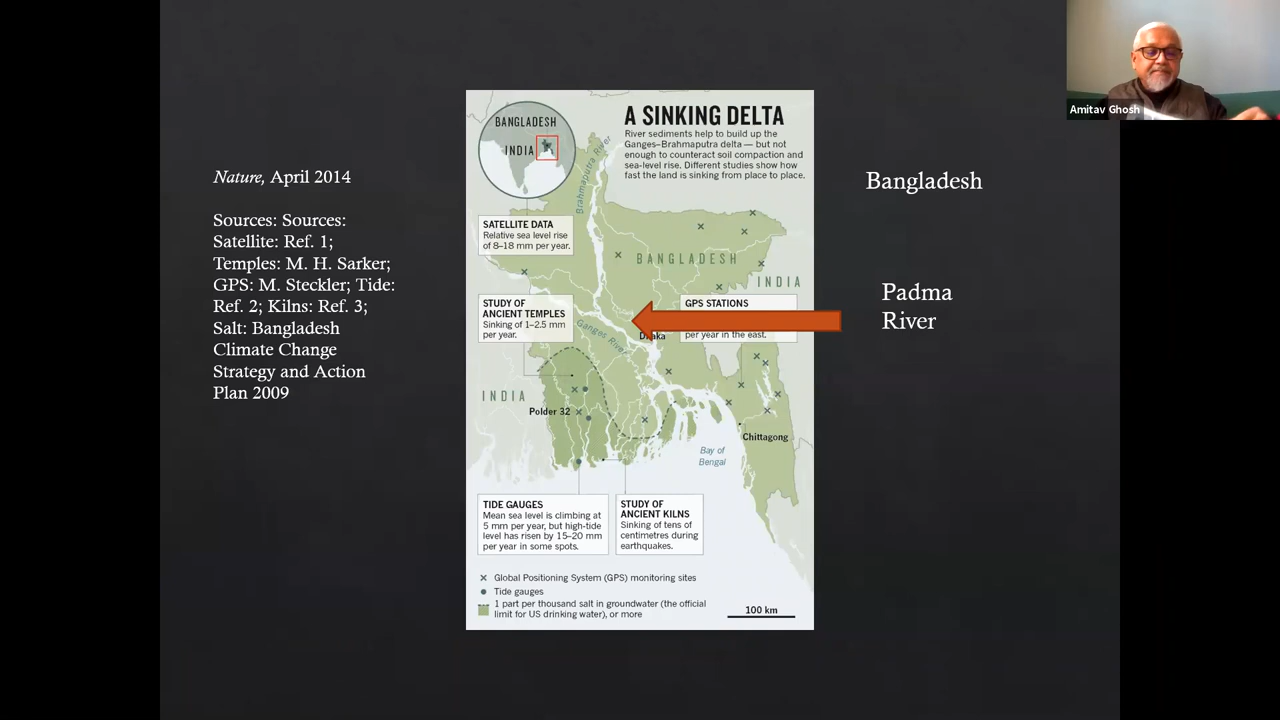 Amitav Ghosh
Nature, April 2014
Sources: Sources:
Satellite: Ref. 1;
Temples: M. H. Sarker;
GPS: M. Steckler; Tide:
Ref. 2; Kilns: Ref. 3;
Salt: Bangladesh
Climate Change
Strategy and Action
Plan 2009
A SINKING DELTA
River sediments help to build up the
Ganges–Brahmaputra delta — but not
enough to counteract soil compaction and
sea-level rise. Different studies show how
fast the land is sinking from place to place.
BANGLADESH
INDIA
Brahmaputra River
SATELLITE DATA
Relative sea level rise
of 8–18 mm per year.
BANGLADESH
INDIA
STUDY OF
ANCIENT TEMPLES
Sinking of 1–2.5 mm
per year.
GPS STATIONS
per year in the east.
Ganges River
INDIA
Polder 32
Chittagong
Bay of
Bengal
TIDE GAUGES
Mean sea level is climbing at
5 mm per year, but high-tide
level has risen by 15–20 mm
per year in some spots.
STUDY OF
ANCIENT KILNS
Sinking of tens of
centimetres during
earthquakes.
Global Positioning System (GPS) monitoring sites
Tide gauges
1 part per thousand salt in groundwater (the official
limit for US drinking water), or more
100 km
Bangladesh
Padma
River